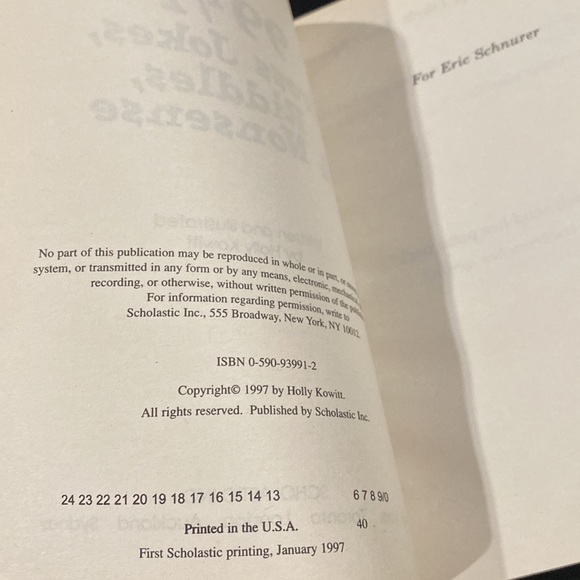 No part of this publication may be reproduced in whole or in part, or
system, or transmitted in any form or by any means, electronic,
recording, or otherwise, without written permission of the
For information regarding permission, write to
Scholastic Inc., 555 Broadway, New York, NY 10012.
ISBN 0-590-93991-2
Copyright© 1997 by Holly Kowitt.
All rights reserved. Published by Scholastic Inc.
24 23 22 21 20 19 18 17 16 15 14 13 6 7 8 9/0
Printed in the U.S.A. 40
First Scholastic printing, January 1997
For Eric Schnurer